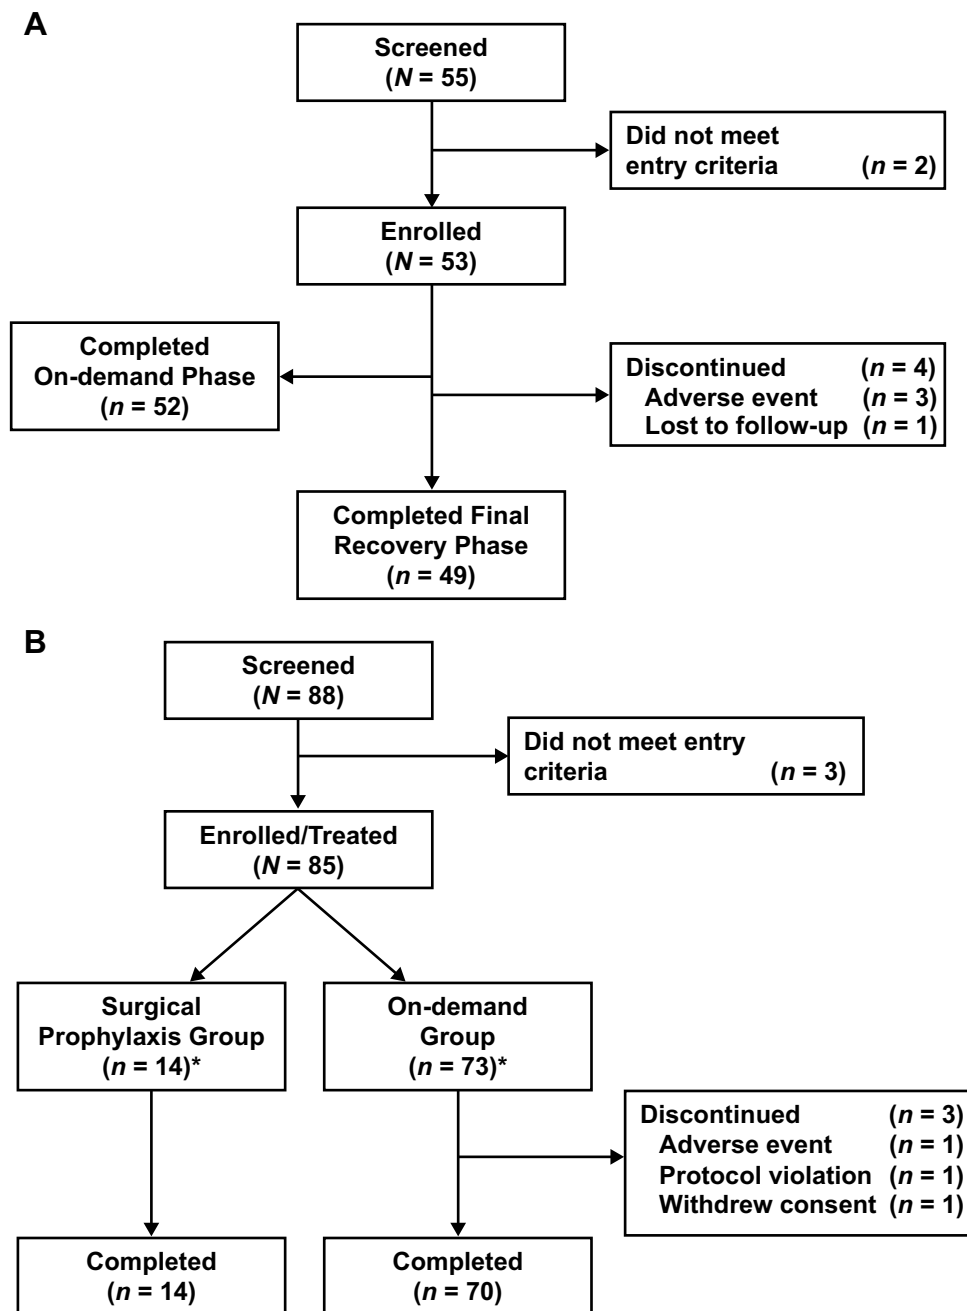 A
Screened
(N = 55)
Did not meet
entry criteria (n = 2)
Enrolled
(N = 53)
Completed
On-demand Phase
(n = 52)
Discontinued (n = 4)
Adverse event (n = 3)
Lost to follow-up (n = 1)
Completed Final
Recovery Phase
(n = 49)
B
Screened
(N = 88)
Did not meet entry
criteria (n = 3)
Enrolled/Treated
(N = 85)
Surgical
Prophylaxis Group
(n = 14)*
On-demand
Group
(n = 73)*
Discontinued (n = 3)
Adverse event (n = 1)
Protocol violation (n = 1)
Withdrew consent (n = 1)
Completed
(n = 14)
Completed
(n = 70)